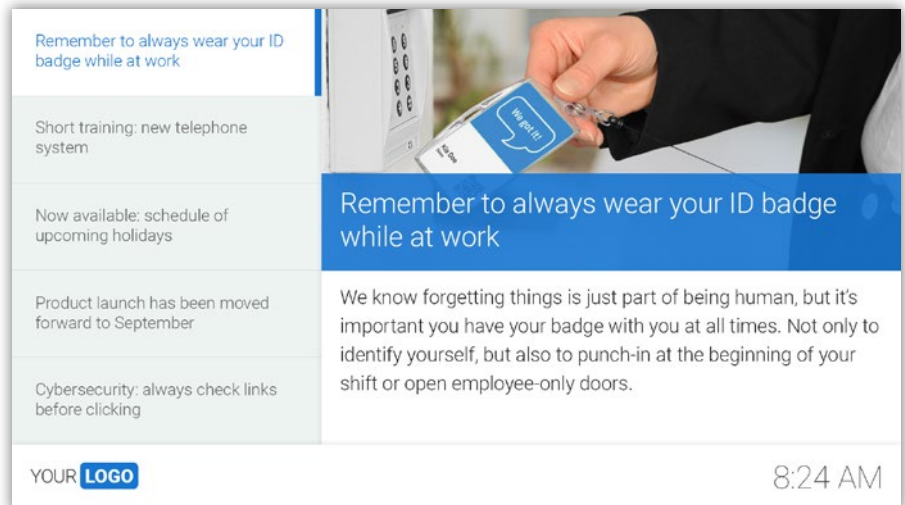 Remember to always wear your ID
badge while at work
Short training: new telephone
system
Now available: schedule of
upcoming holidays
Product launch has been moved
forward to September
Cybersecurity: always check links
before clicking
We got it!
Kia Doe
Remember to always wear your ID badge
while at work
We know forgetting things is just part of being human, but it's
important you have your badge with you at all times. Not only to
identify yourself, but also to punch-in at the beginning of your
shift or open employee-only doors.
YOUR LOGO
8:24 AM